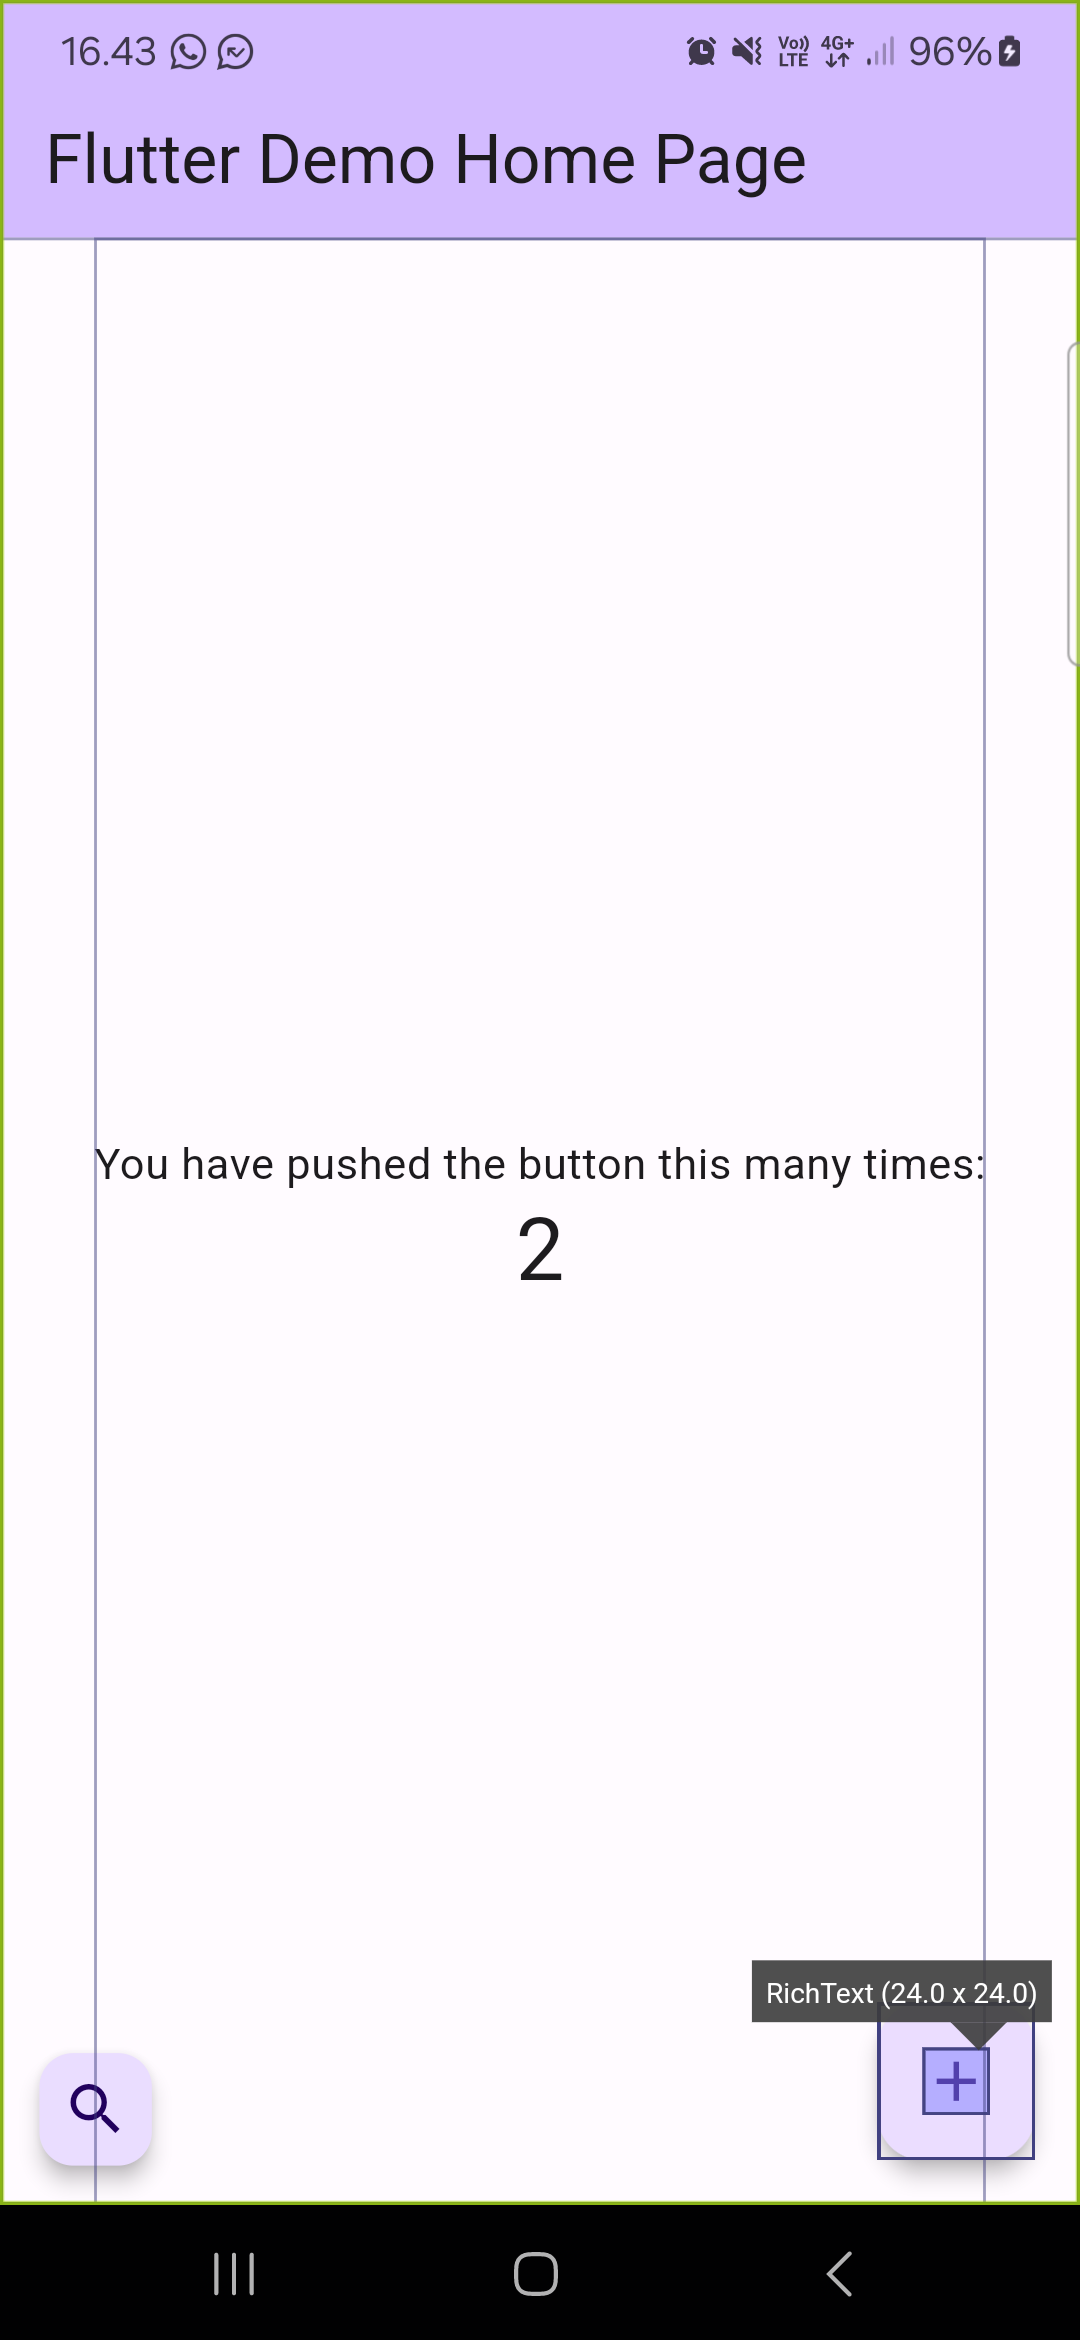 16.43 Vo)) LTE 4G+ 96%
Flutter Demo Home Page
You have pushed the button this many times:
2
RichText (24.0 x 24.0)